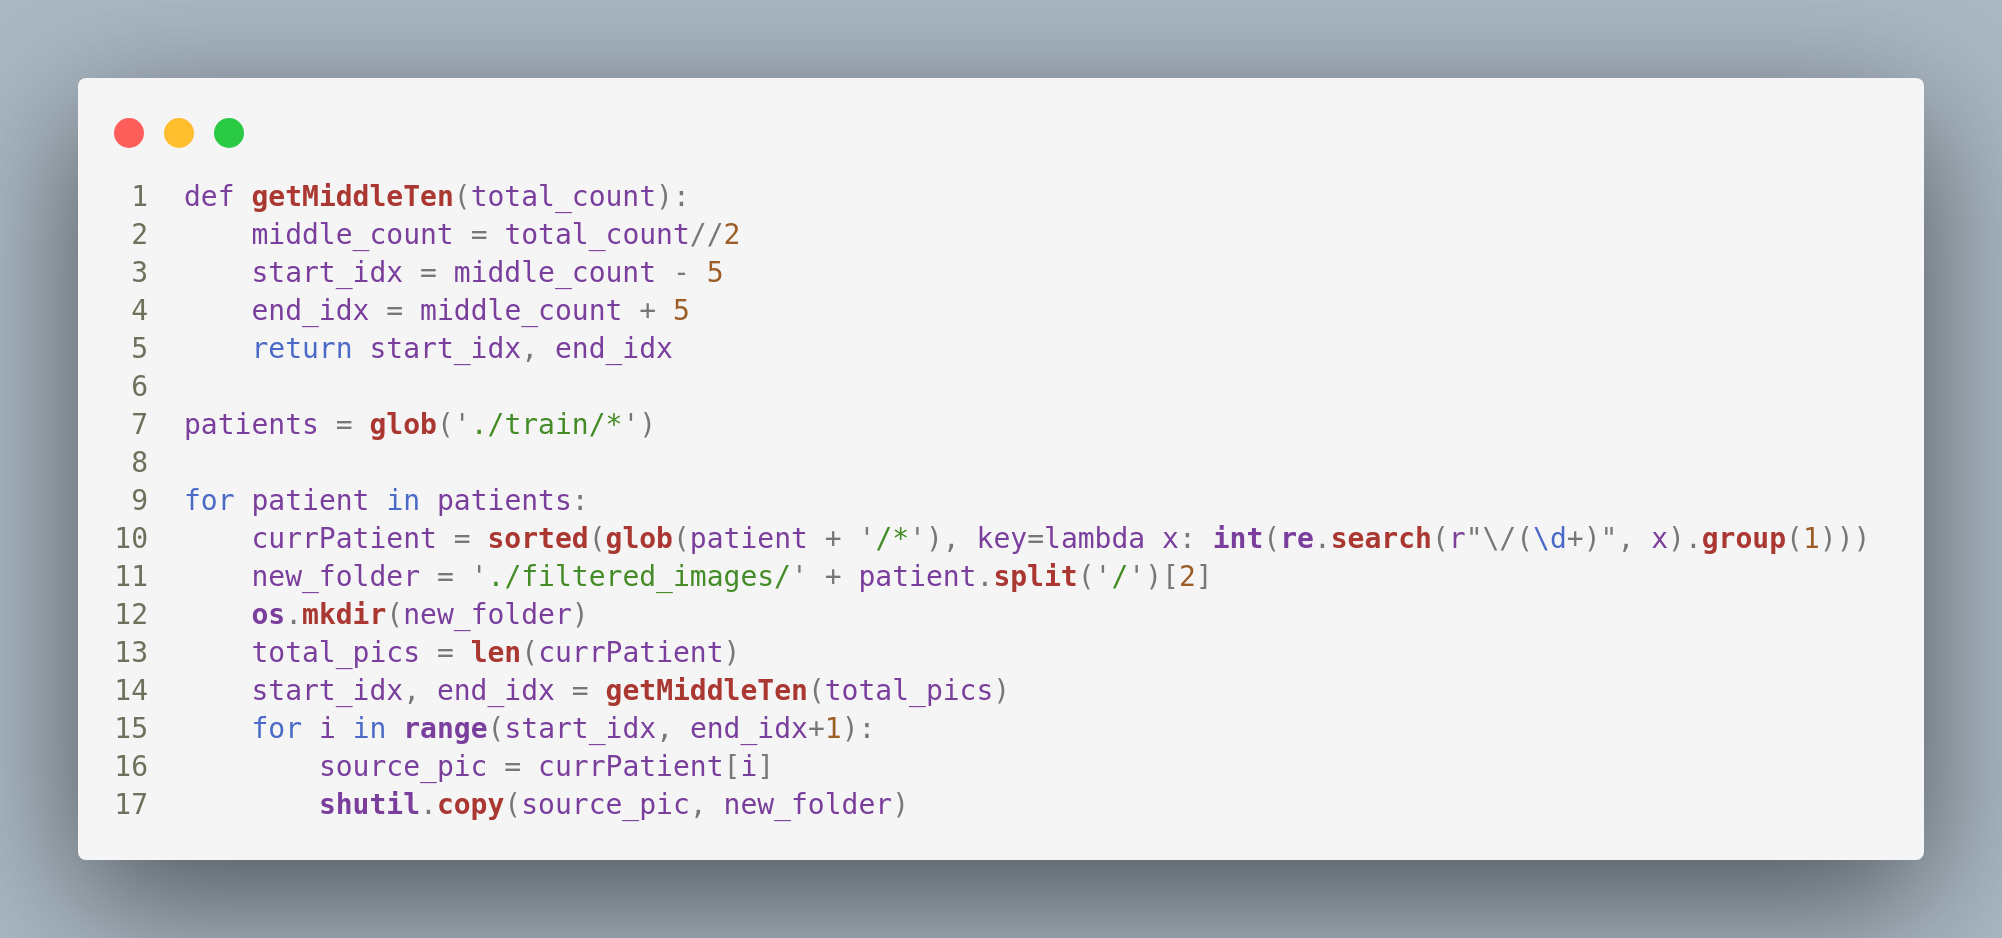 1 def getMiddleTen(total_count):
2     middle_count = total_count//2
3     start_idx = middle_count - 5
4     end_idx = middle_count + 5
5     return start_idx, end_idx
6
7 patients = glob('./train/*')
8
9 for patient in patients:
10     currPatient = sorted(glob(patient + '/*'), key=lambda x: int(re.search(r"\/(\d+)", x).group(1)))
11     new_folder = './filtered_images/' + patient.split('/')[2]
12     os.mkdir(new_folder)
13     total_pics = len(currPatient)
14     start_idx, end_idx = getMiddleTen(total_pics)
15     for i in range(start_idx, end_idx+1):
16         source_pic = currPatient[i]
17         shutil.copy(source_pic, new_folder)